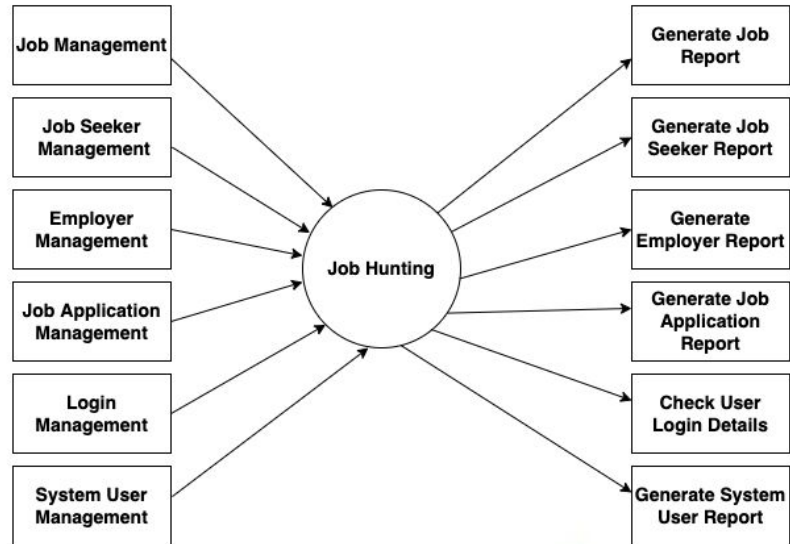 Job Management
Job Seeker
Management
Employer
Management
Job Application
Management
Login
Management
System User
Management
Job Hunting
Generate Job
Report
Generate Job
Seeker Report
Generate
Employer Report
Generate Job
Application
Report
Check User
Login Details
Generate System
User Report